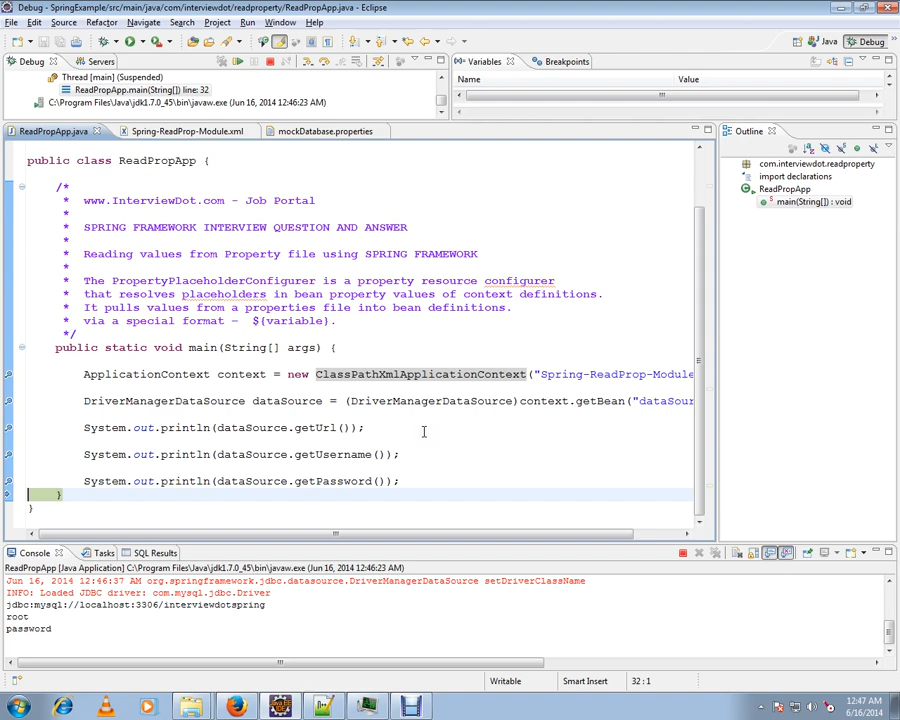 Debug - SpringExample/src/main/java/com/interviewdot/readproperty/ReadPropApp.java - Eclipse
File Edit Source Refactor Navigate Search Project Run Window Help
Java Debug
Debug Servers
Variables Breakpoints
Thread [main] (Suspended)
ReadPropApp.main(String[]) line: 32
C:\Program Files\Java\jdk1.7.0_45\bin\javaw.exe (Jun 16, 2014 12:46:23 AM)
Name Value
ReadPropApp.java Spring-ReadProp-Module.xml mockDatabase.properties
Outline
com.interviewdot.readproperty
import declarations
ReadPropApp
main(String[]) : void
public class ReadPropApp {
/*
* www.InterviewDot.com - Job Portal
*
* SPRING FRAMEWORK INTERVIEW QUESTION AND ANSWER
*
* Reading values from Property file using SPRING FRAMEWORK
*
* The PropertyPlaceholderConfigurer is a property resource configurer
* that resolves placeholders in bean property values of context definitions.
* It pulls values from a properties file into bean definitions.
* via a special format - ${variable}.
*/
public static void main(String[] args) {
ApplicationContext context = new ClassPathXmlApplicationContext("Spring-ReadProp-Module
DriverManagerDataSource dataSource = (DriverManagerDataSource)context.getBean("dataSour
System.out.println(dataSource.getUrl());
System.out.println(dataSource.getUsername());
System.out.println(dataSource.getPassword());
}
}
Console Tasks SQL Results
ReadPropApp [Java Application] C:\Program Files\Java\jdk1.7.0_45\bin\javaw.exe (Jun 16, 2014 12:46:23 AM)
Jun 16, 2014 12:46:37 AM org.springframework.jdbc.datasource.DriverManagerDataSource setDriverClassName
INFO: Loaded JDBC driver: com.mysql.jdbc.Driver
jdbc:mysql://localhost:3306/interviewdotspring
root
password
Writable Smart Insert 32 : 1
12:47 AM
6/16/2014